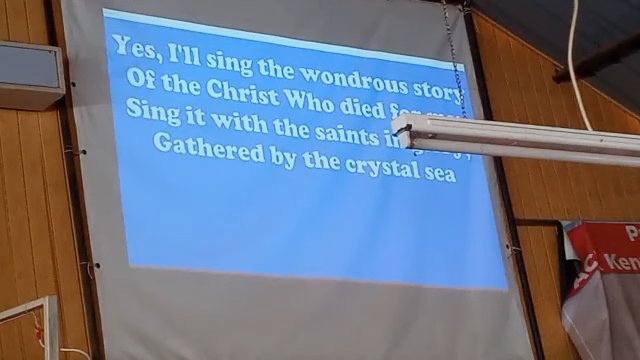 Yes, I'll sing the wondrous story
Of the Christ Who died
Sing it with the saints
Gathered by the crystal sea